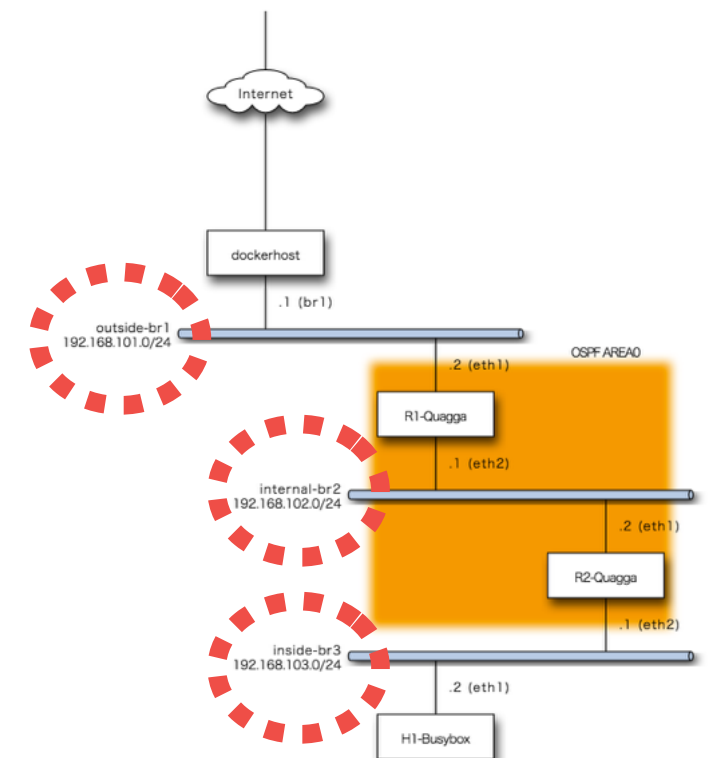 Internet
dockerhost
.1 (br1)
outside-br1
192.168.101.0/24
OSPF AREA0
.2 (eth1)
R1-Quagga
.1 (eth2)
internal-br2
192.168.102.0/24
.2 (eth1)
R2-Quagga
.1 (eth2)
inside-br3
192.168.103.0/24
.2 (eth1)
H1-Busybox